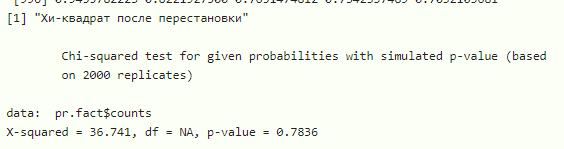 [1] "Хи-квадрат после перестановки"
Chi-squared test for given probabilities with simulated p-value (based
on 2000 replicates)
data: pr.fact$counts
X-squared = 36.741, df = NA, p-value = 0.7836